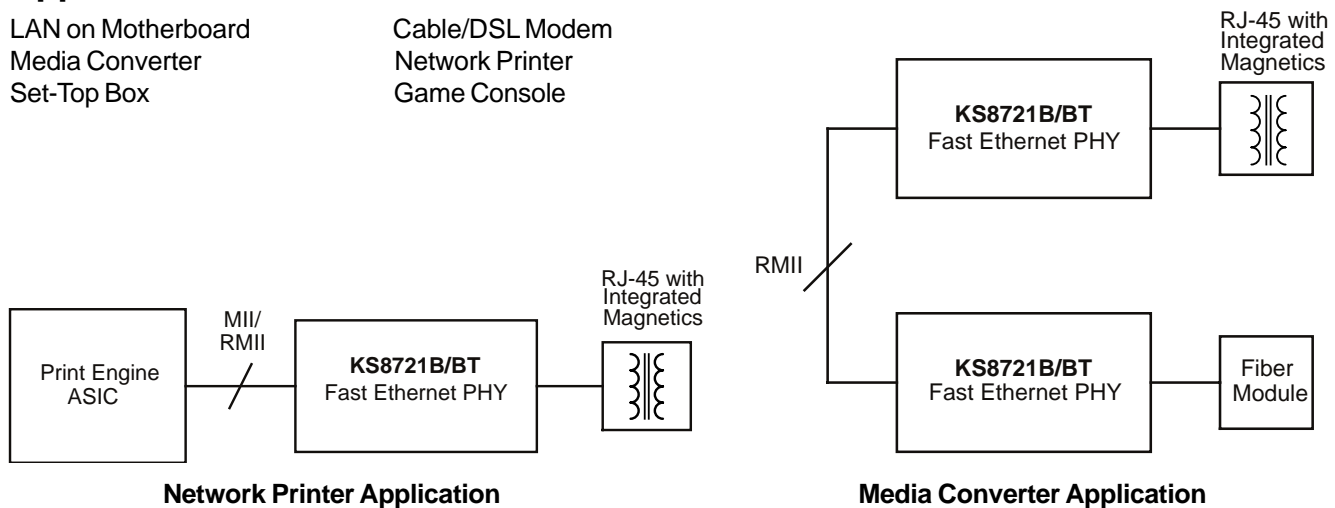 LAN on Motherboard
Media Converter
Set-Top Box
Cable/DSL Modem
Network Printer
Game Console
Print Engine
ASIC
MII/
RMII
KS8721B/BT
Fast Ethernet PHY
RJ-45 with
Integrated
Magnetics
Network Printer Application
RJ-45 with
Integrated
Magnetics
KS8721B/BT
Fast Ethernet PHY
RMII
KS8721B/BT
Fast Ethernet PHY
Fiber
Module
Media Converter Application